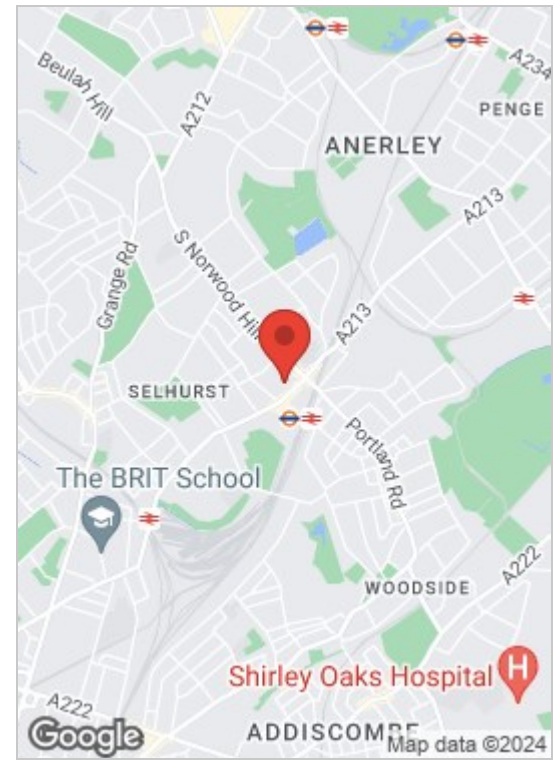 Beulah Hill
A212
A234
PENGE
ANERLEY
A213
Grange Rd
S Norwood Hill
A213
SELHURST
Portland Rd
The BRIT School
A222
WOODSIDE
Shirley Oaks Hospital
H
A222
ADDISCOMBE
Google
Map data ©2024